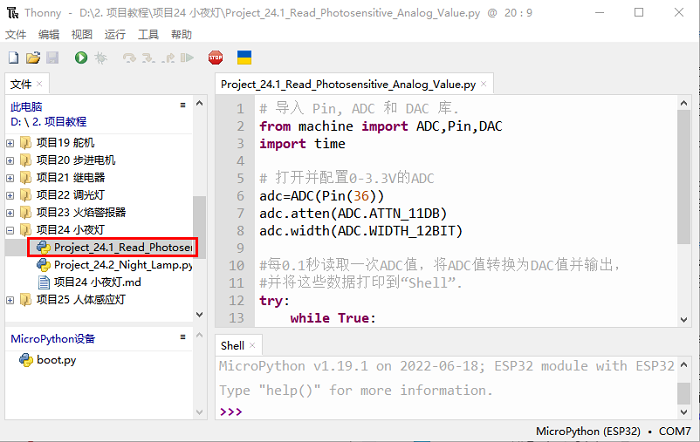 Thonny - D:\2. 项目教程\项目24 小夜灯\Project_24.1_Read_Photosensitive_Analog_Value.py @ 20 : 9
文件 编辑 视图 运行 工具 帮助
STOP
文件
此电脑
D: \ 2. 项目教程
项目19 舵机
项目20 步进电机
项目21 继电器
项目22 调光灯
项目23 火焰警报器
项目24 小夜灯
Project_24.1_Read_Photosen
Project_24.2_Night_Lamp.py
项目24 小夜灯.md
项目25 人体感应灯
MicroPython设备
boot.py
Project_24.1_Read_Photosensitive_Analog_Value.py
1 # 导入 Pin, ADC 和 DAC 库.
2 from machine import ADC,Pin,DAC
3 import time
4
5 # 打开并配置0-3.3V的ADC
6 adc=ADC(Pin(36))
7 adc.atten(ADC.ATTN_11DB)
8 adc.width(ADC.WIDTH_12BIT)
9
10 #每0.1秒读取一次ADC值，将ADC值转换为DAC值并输出，
11 #并将这些数据打印到“Shell”.
12 try:
13 while True:
Shell
MicroPython v1.19.1 on 2022-06-18; ESP32 module with ESP32
Type "help()" for more information.
>>>
MicroPython (ESP32) • COM7